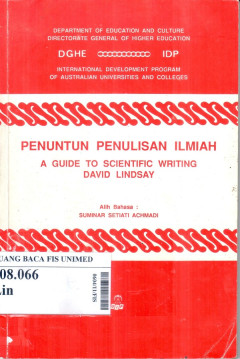 DEPARTMENT OF EDUCATION AND CULTURE
DIRECTORATE GENERAL OF HIGHER EDUCATION
DGHE IDP
INTERNATIONAL DEVELOPMENT PROGRAM
OF AUSTRALIAN UNIVERSITIES AND COLLEGES
PENUNTUN PENULISAN ILMIAH
A GUIDE TO SCIENTIFIC WRITING
DAVID LINDSAY
Alih Bahasa :
SUMINAR SETIATI ACHMADI
UANG BACA FIS UNIMED
08.066
Lin